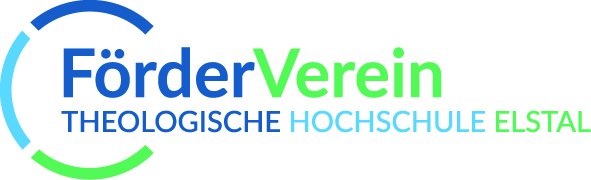 FörderVerein
THEOLOGISCHE HOCHSCHULE ELSTAL